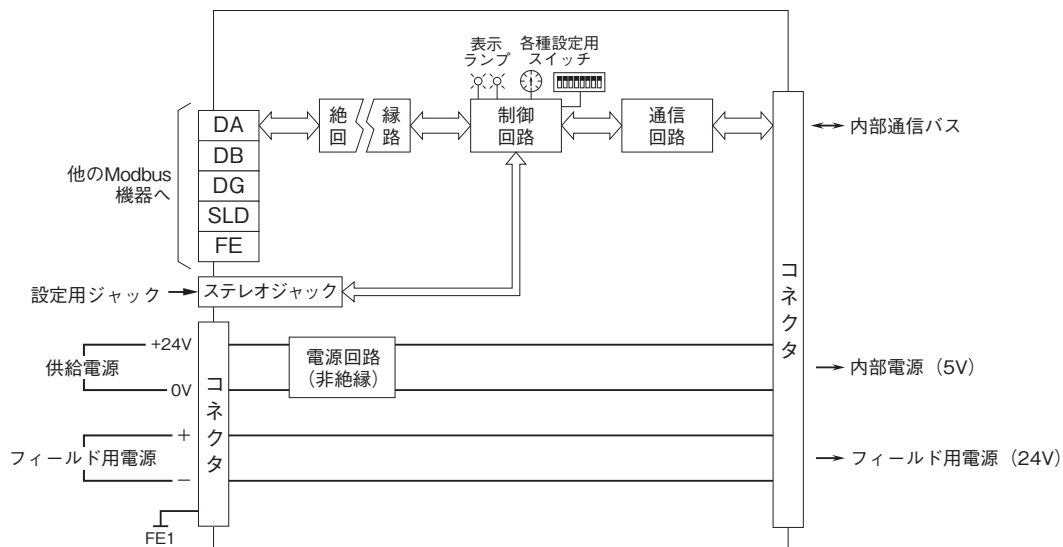 表示
ランプ
各種設定用
スイッチ
他のModbus
機器へ
DA
DB
DG
SLD
FE
絶
回
縁
路
制御
回路
通信
回路
内部通信バス
設定用ジャック
ステレオジャック
コネクタ
供給電源
+24V
0V
コネクタ
電源回路
（非絶縁）
内部電源（5V）
フィールド用電源
＋
－
フィールド用電源（24V）
FE1